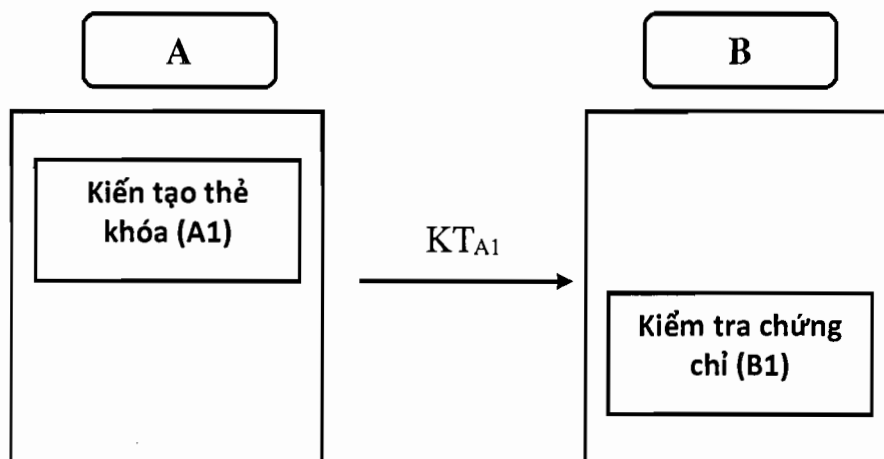 A
B
Kiến tạo thẻ
khóa (A1)
KTA1
Kiểm tra chứng
chỉ (B1)